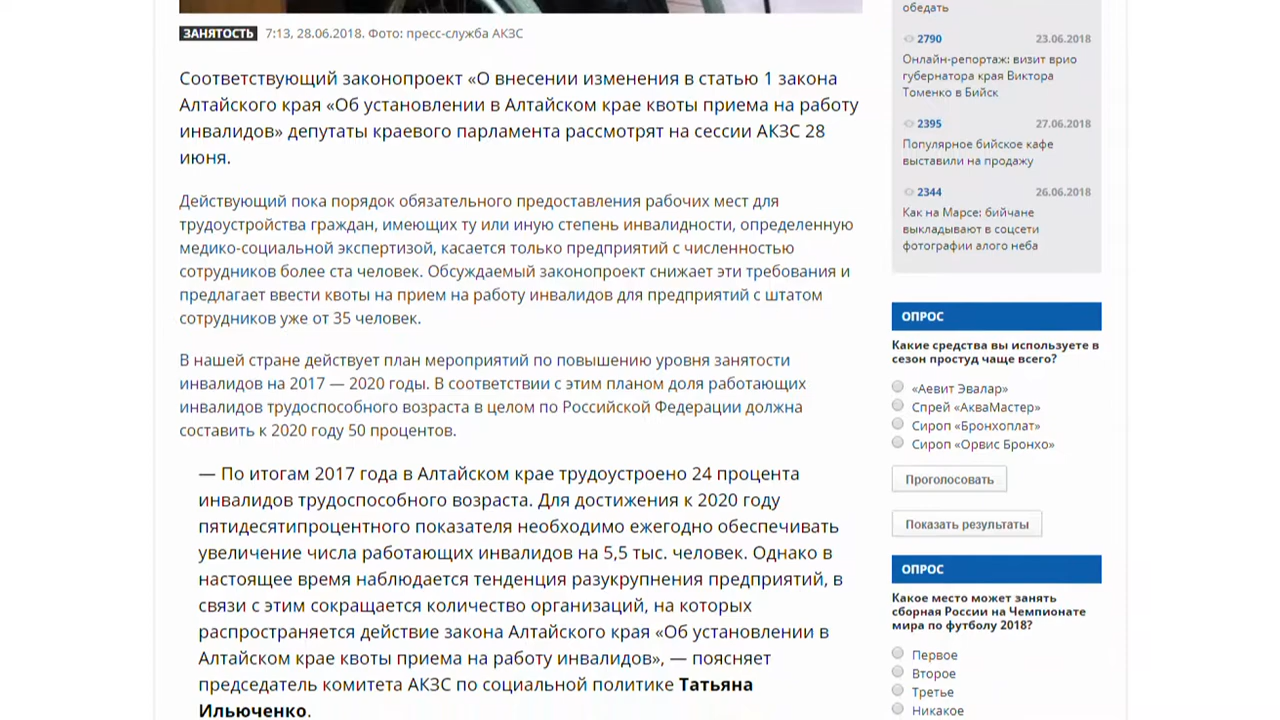 ЗАНЯТОСТЬ 7:13, 28.06.2018. Фото: пресс-служба АКЗС
Соответствующий законопроект «О внесении изменения в статью 1 закона
Алтайского края «Об установлении в Алтайском крае квоты приема на работу
инвалидов» депутаты краевого парламента рассмотрят на сессии АКЗС 28
июня.
Действующий пока порядок обязательного предоставления рабочих мест для
трудоустройства граждан, имеющих ту или иную степень инвалидности, определенную
медико-социальной экспертизой, касается только предприятий с численностью
сотрудников более ста человек. Обсуждаемый законопроект снижает эти требования и
предлагает ввести квоты на прием на работу инвалидов для предприятий с штатом
сотрудников уже от 35 человек.
В нашей стране действует план мероприятий по повышению уровня занятости
инвалидов на 2017 — 2020 годы. В соответствии с этим планом доля работающих
инвалидов трудоспособного возраста в целом по Российской Федерации должна
составить к 2020 году 50 процентов.
— По итогам 2017 года в Алтайском крае трудоустроено 24 процента
инвалидов трудоспособного возраста. Для достижения к 2020 году
пятидесятипроцентного показателя необходимо ежегодно обеспечивать
увеличение числа работающих инвалидов на 5,5 тыс. человек. Однако в
настоящее время наблюдается тенденция разукрупнения предприятий, в
связи с этим сокращается количество организаций, на которых
распространяется действие закона Алтайского края «Об установлении в
Алтайском крае квоты приема на работу инвалидов», — поясняет
председатель комитета АКЗС по социальной политике Татьяна
Ильюченко.
обедать
2790 23.06.2018
Онлайн-репортаж: визит врио
губернатора края Виктора
Томенко в Бийск
2395 27.06.2018
Популярное бийское кафе
выставили на продажу
2344 26.06.2018
Как на Марсе: бийчане
выкладывают в соцсети
фотографии алого неба
ОПРОС
Какие средства вы используете в
сезон простуд чаще всего?
«Аевит Эвалар»
Спрей «АкваМастер»
Сироп «Бронхоплат»
Сироп «Орвис Бронхо»
Проголосовать
Показать результаты
ОПРОС
Какое место может занять
сборная России на Чемпионате
мира по футболу 2018?
Первое
Второе
Третье
Никакое